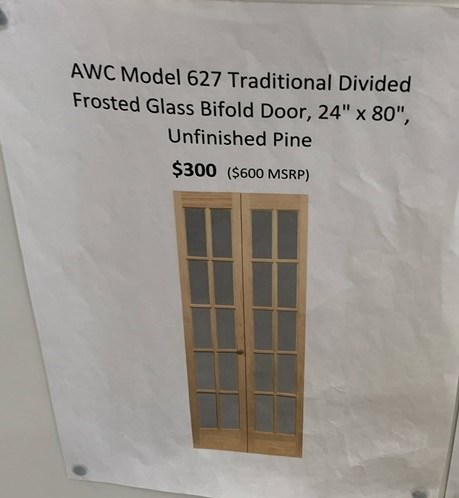 AWC Model 627 Traditional Divided
Frosted Glass Bifold Door, 24" x 80",
Unfinished Pine
$300 ($600 MSRP)